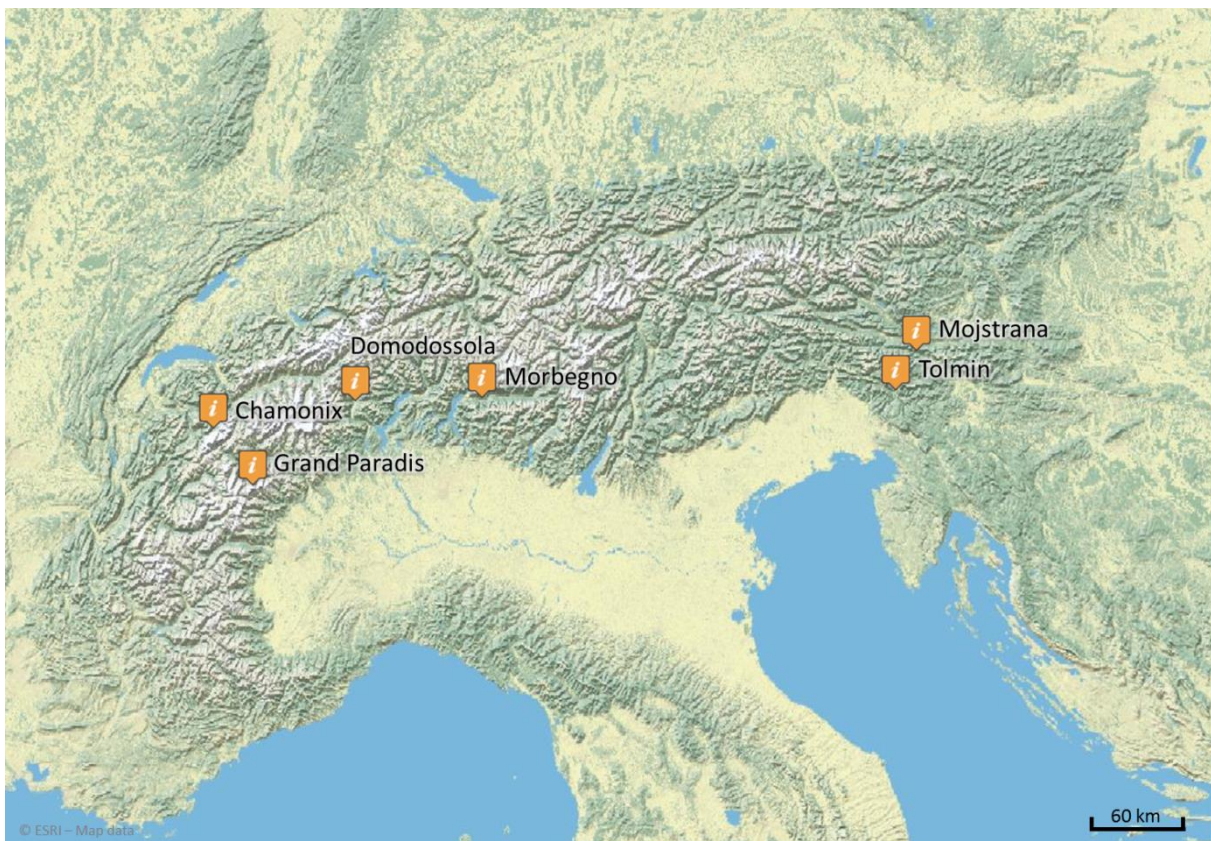 Mojstrana
Domodossola
Tolmin
Morbegno
Chamonix
Grand Paradis
60 km
© ESRI – Map data